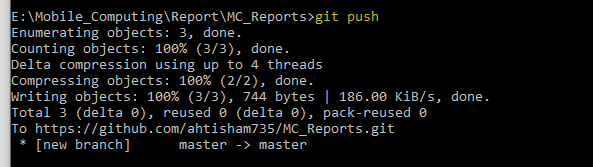 E:\Mobile_Computing\Report\MC_Reports>git push
Enumerating objects: 3, done.
Counting objects: 100% (3/3), done.
Delta compression using up to 4 threads
Compressing objects: 100% (2/2), done.
Writing objects: 100% (3/3), 744 bytes | 186.00 KiB/s, done.
Total 3 (delta 0), reused 0 (delta 0), pack-reused 0
To https://github.com/ahtisham735/MC_Reports.git
 * [new branch]      master -> master